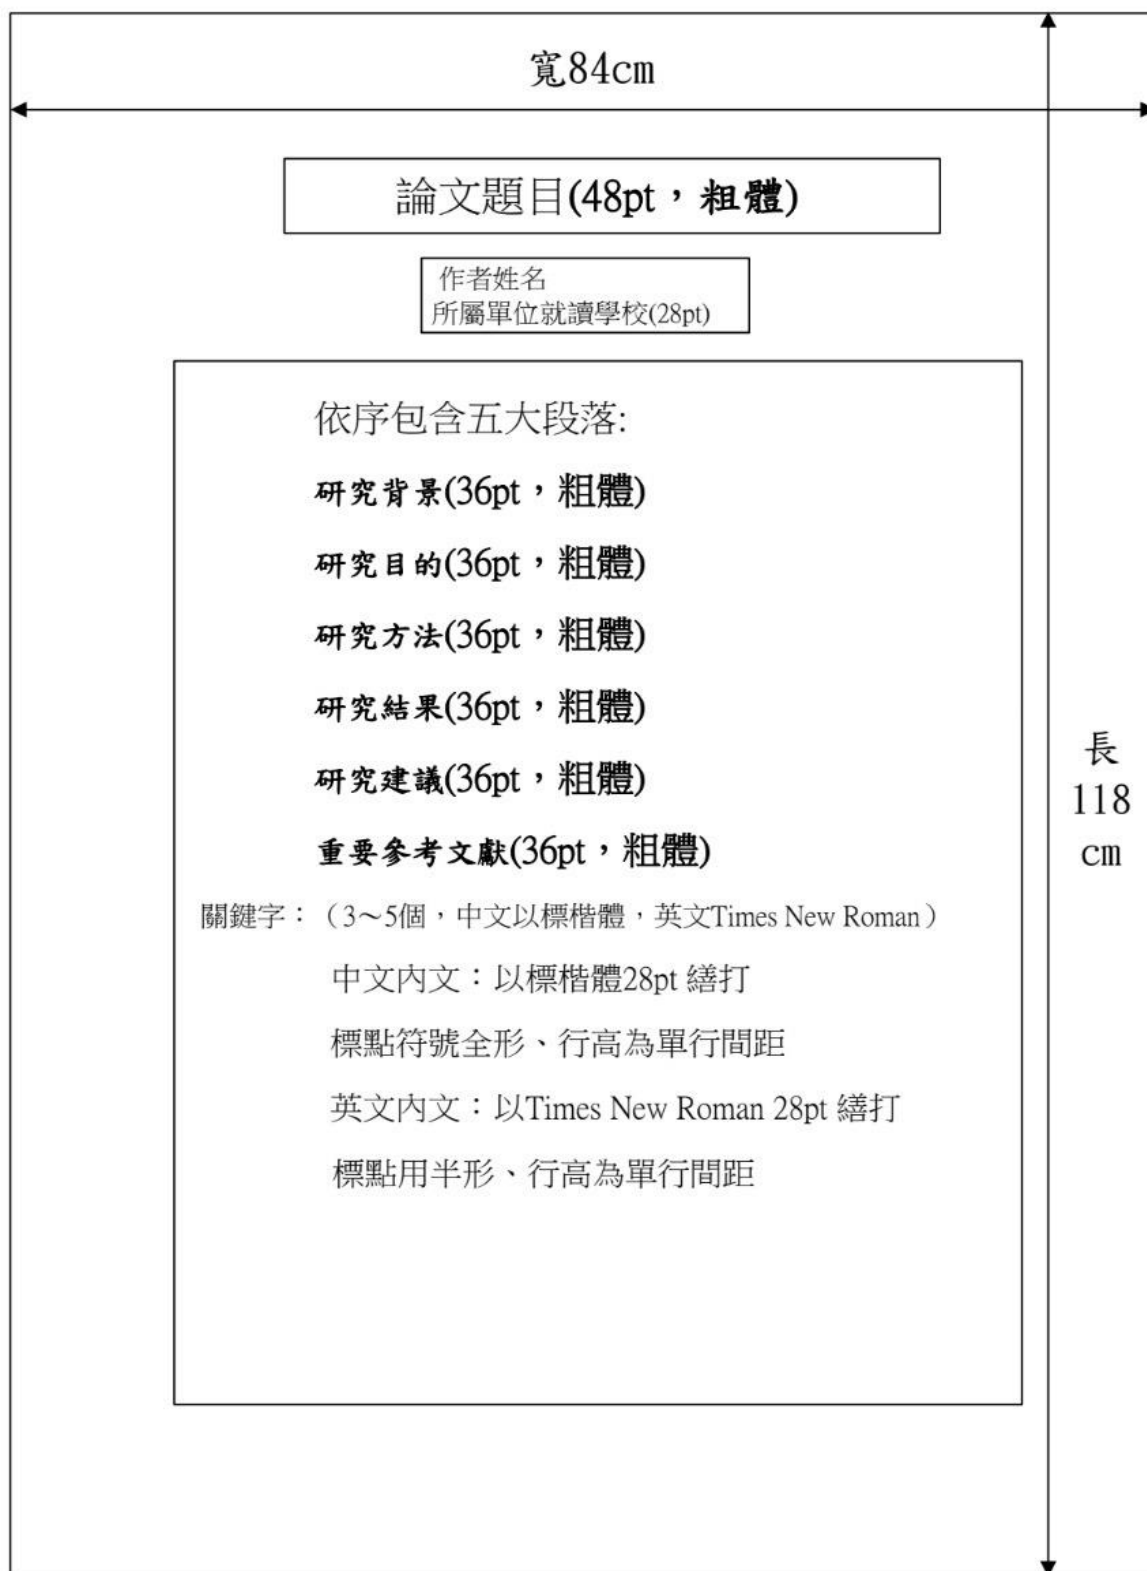 寬84cm
論文題目(48pt，粗體)
作者姓名
所屬單位就讀學校(28pt)
依序包含五大段落:
研究背景(36pt，粗體)
研究目的(36pt，粗體)
研究方法(36pt，粗體)
研究結果(36pt，粗體)
研究建議(36pt，粗體)
重要參考文獻(36pt，粗體)
關鍵字：（3～5個，中文以標楷體，英文Times New Roman）
中文內文：以標楷體28pt 繕打
標點符號全形、行高為單行間距
英文內文：以Times New Roman 28pt 繕打
標點用半形、行高為單行間距
長
118
cm